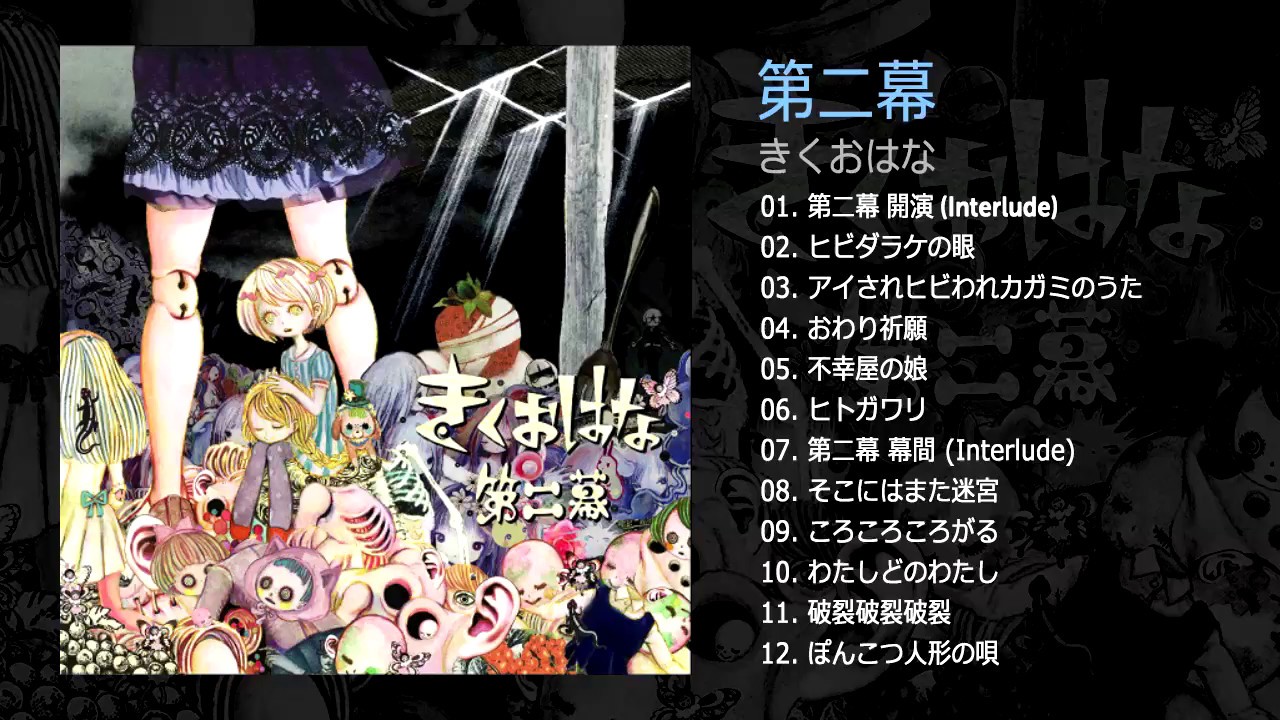 きくおはな
第二幕
第二幕
きくおはな
01. 第二幕 開演 (Interlude)
02. ヒビダラケの眼
03. アイされヒビわれカガミのうた
04. おわり祈願
05. 不幸屋の娘
06. ヒトガワリ
07. 第二幕 幕間 (Interlude)
08. そこにはまた迷宮
09. ころころころがる
10. わたしどのわたし
11. 破裂破裂破裂
12. ぽんこつ人形の唄